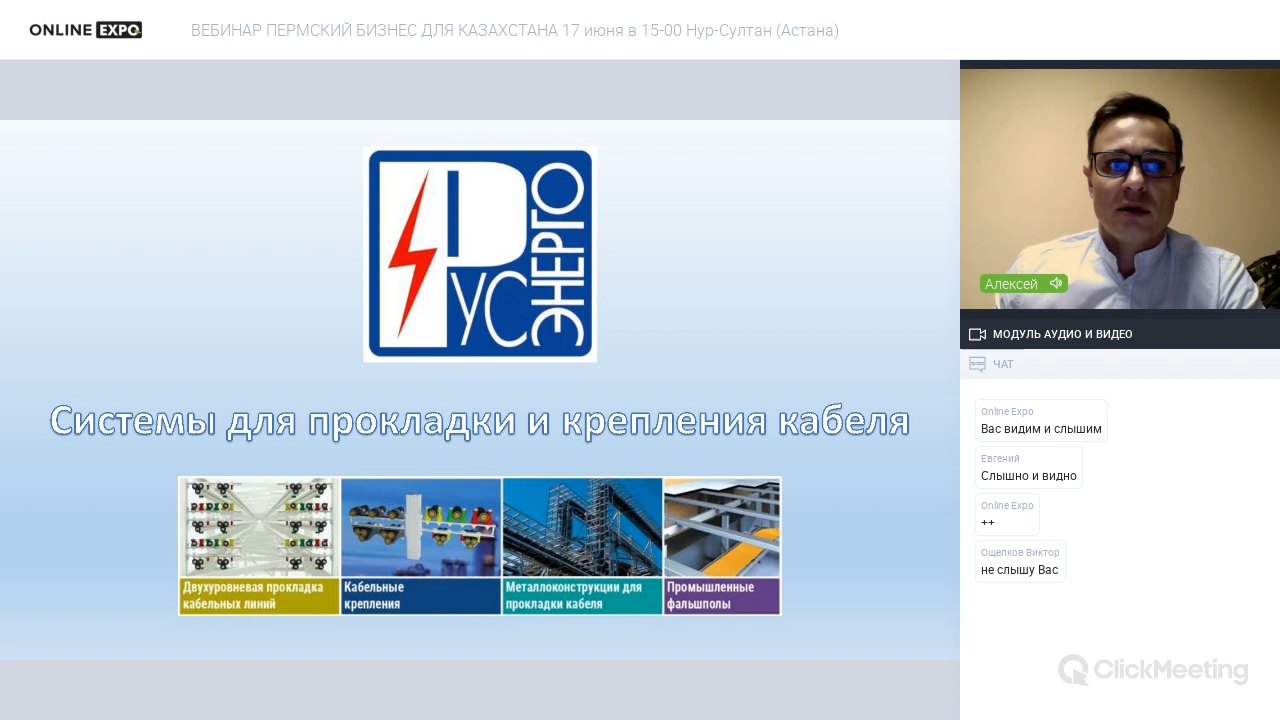 ONLINE EXPO
ВЕБИНАР ПЕРМСКИЙ БИЗНЕС ДЛЯ КАЗАХСТАНА 17 июня в 15-00 Нур-Султан (Астана)
РУСЭНЕРГО
Системы для прокладки и крепления кабеля
Двухуровневая прокладка
кабельных линий
Кабельные
крепления
Металлоконструкции для
прокладки кабеля
Промышленные
фальшполы
Алексей
МОДУЛЬ АУДИО И ВИДЕО
ЧАТ
Online Expo
Вас видим и слышим
Евгений
Слышно и видно
Online Expo
++
Ощепков Виктор
не слышу Вас
ClickMeeting